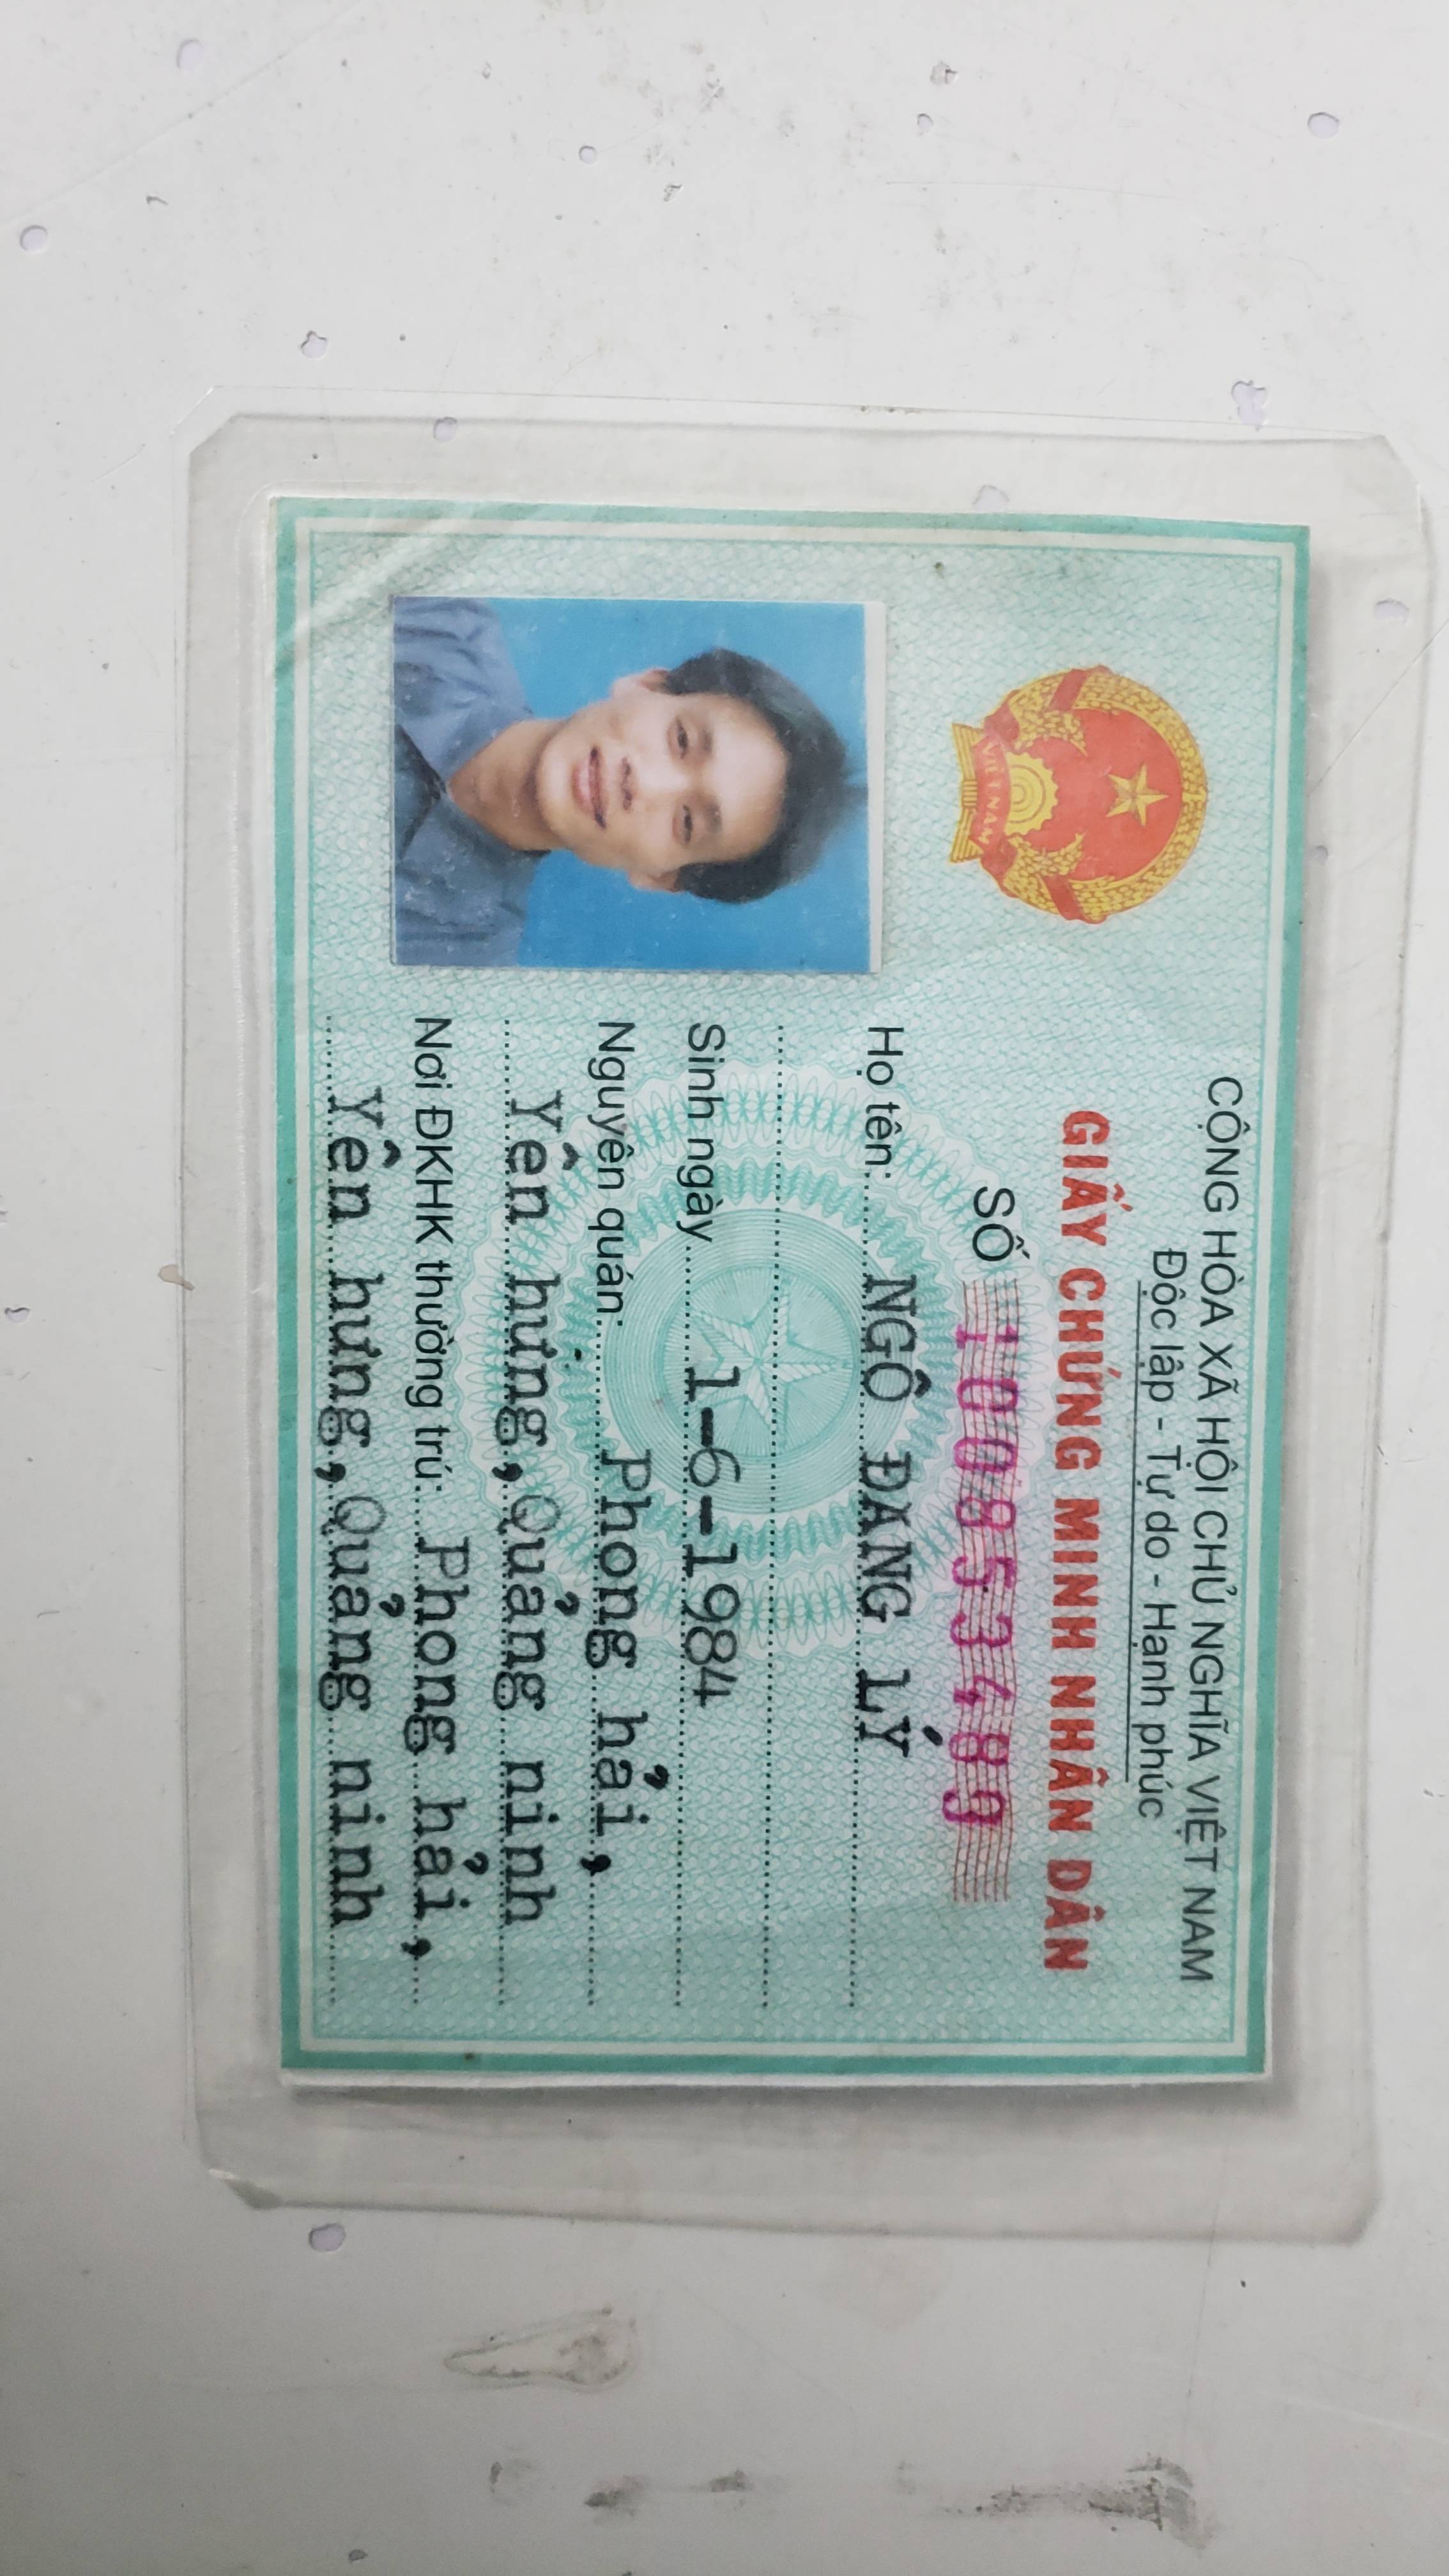 CỘNG HÒA XÃ HỘI CHỦ NGHĨA VIỆT NAM
Độc lập - Tự do - Hạnh phúc
GIẤY CHỨNG MINH NHÂN DÂN
SỐ 100853489
Họ tên: NGÔ ĐANG LÝ
Sinh ngày 1-6-1984
Nguyên quán: Phong hải,
Yên hưng,Quảng ninh
Nơi ĐKHK thường trú: Phong hải,
Yên hưng,Quảng ninh
VIỆT NAM